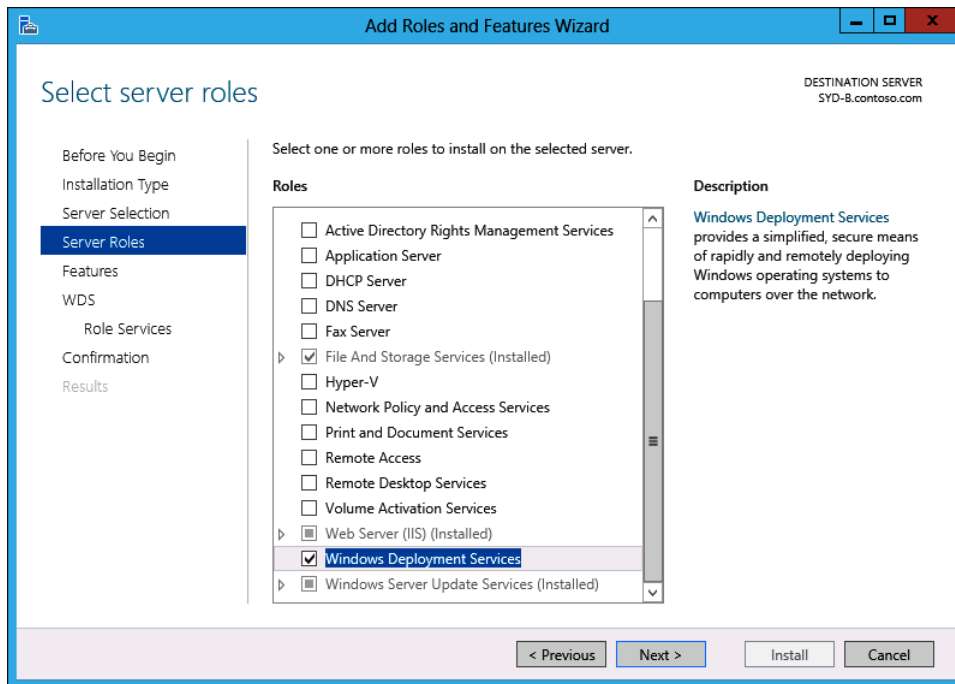 Add Roles and Features Wizard
Select server roles
DESTINATION SERVER
SYD-B.contoso.com
Before You Begin
Installation Type
Server Selection
Server Roles
Features
WDS
Role Services
Confirmation
Results
Select one or more roles to install on the selected server.
Roles
Active Directory Rights Management Services
Application Server
DHCP Server
DNS Server
Fax Server
File And Storage Services (Installed)
Hyper-V
Network Policy and Access Services
Print and Document Services
Remote Access
Remote Desktop Services
Volume Activation Services
Web Server (IIS) (Installed)
Windows Deployment Services
Windows Server Update Services (Installed)
Description
Windows Deployment Services
provides a simplified, secure means
of rapidly and remotely deploying
Windows operating systems to
computers over the network.
< Previous
Next >
Install
Cancel